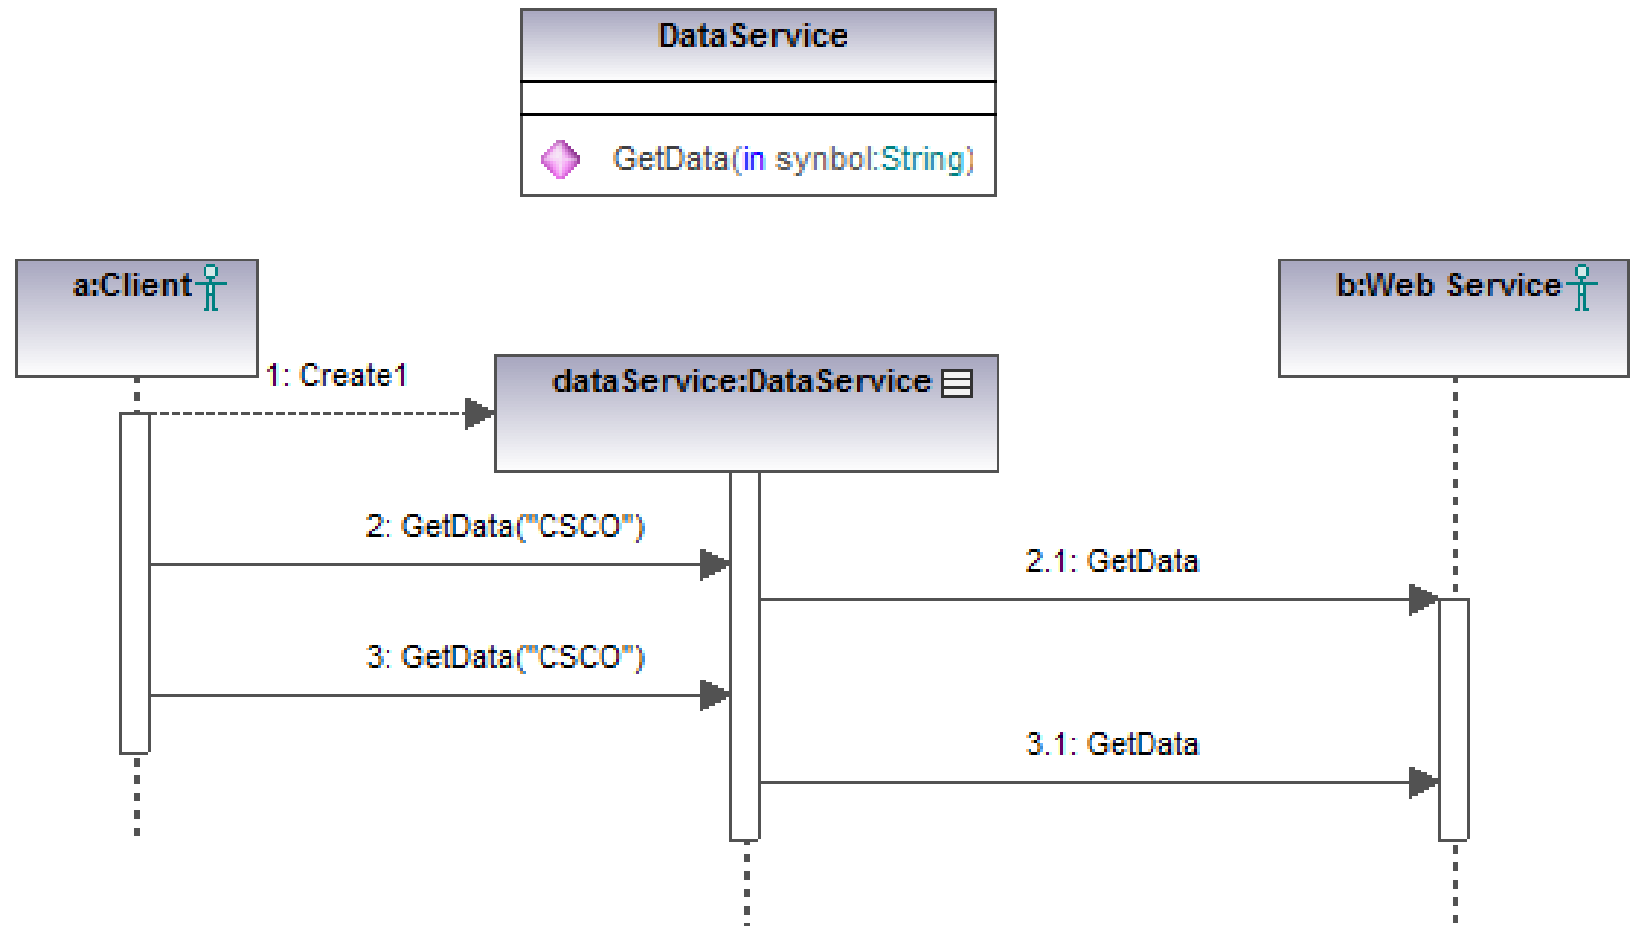 DataService
GetData(in synbol:String)
a:Client
b:Web Service
1: Create1
dataService:DataService
2: GetData("CSCO")
2.1: GetData
3: GetData("CSCO")
3.1: GetData